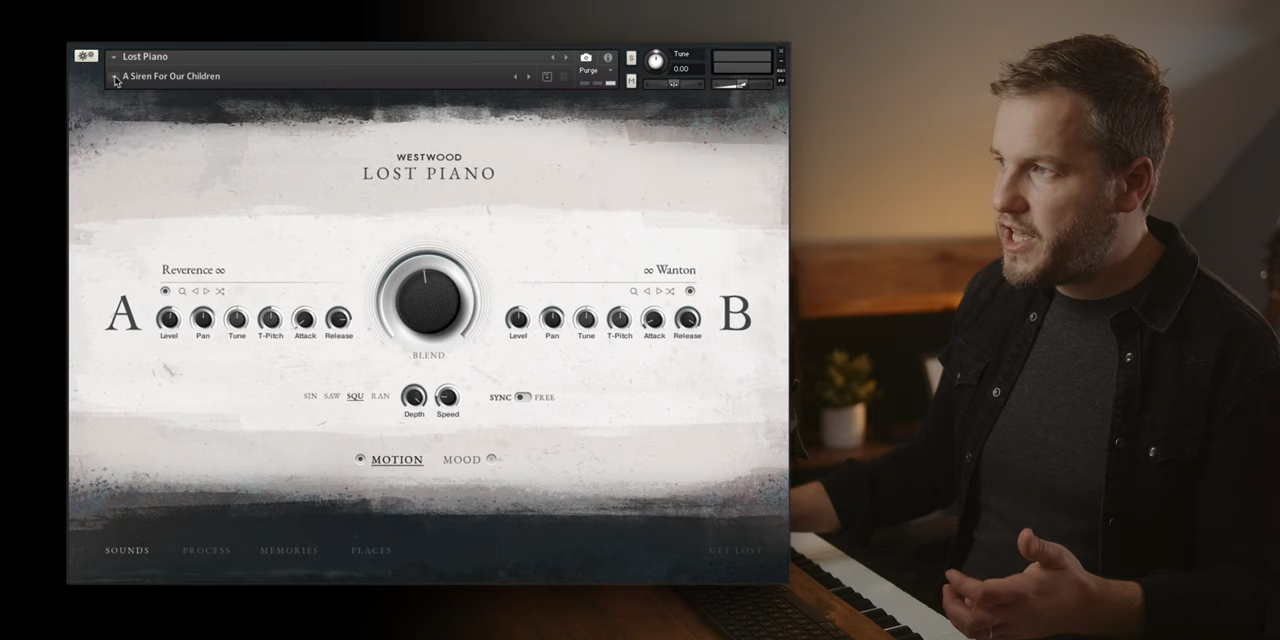 Lost Piano
A Siren For Our Children
Purge
S
M
Tune
0.00
WESTWOOD
LOST PIANO
Reverence ∞
∞ Wanton
A
B
Level Pan Tune T-Pitch Attack Release
Level Pan Tune T-Pitch Attack Release
BLEND
SIN SAW SQU RAN
SYNC FREE
Depth Speed
MOTION MOOD
SOUNDS PROCESS MEMORIES PLACES GET LOST